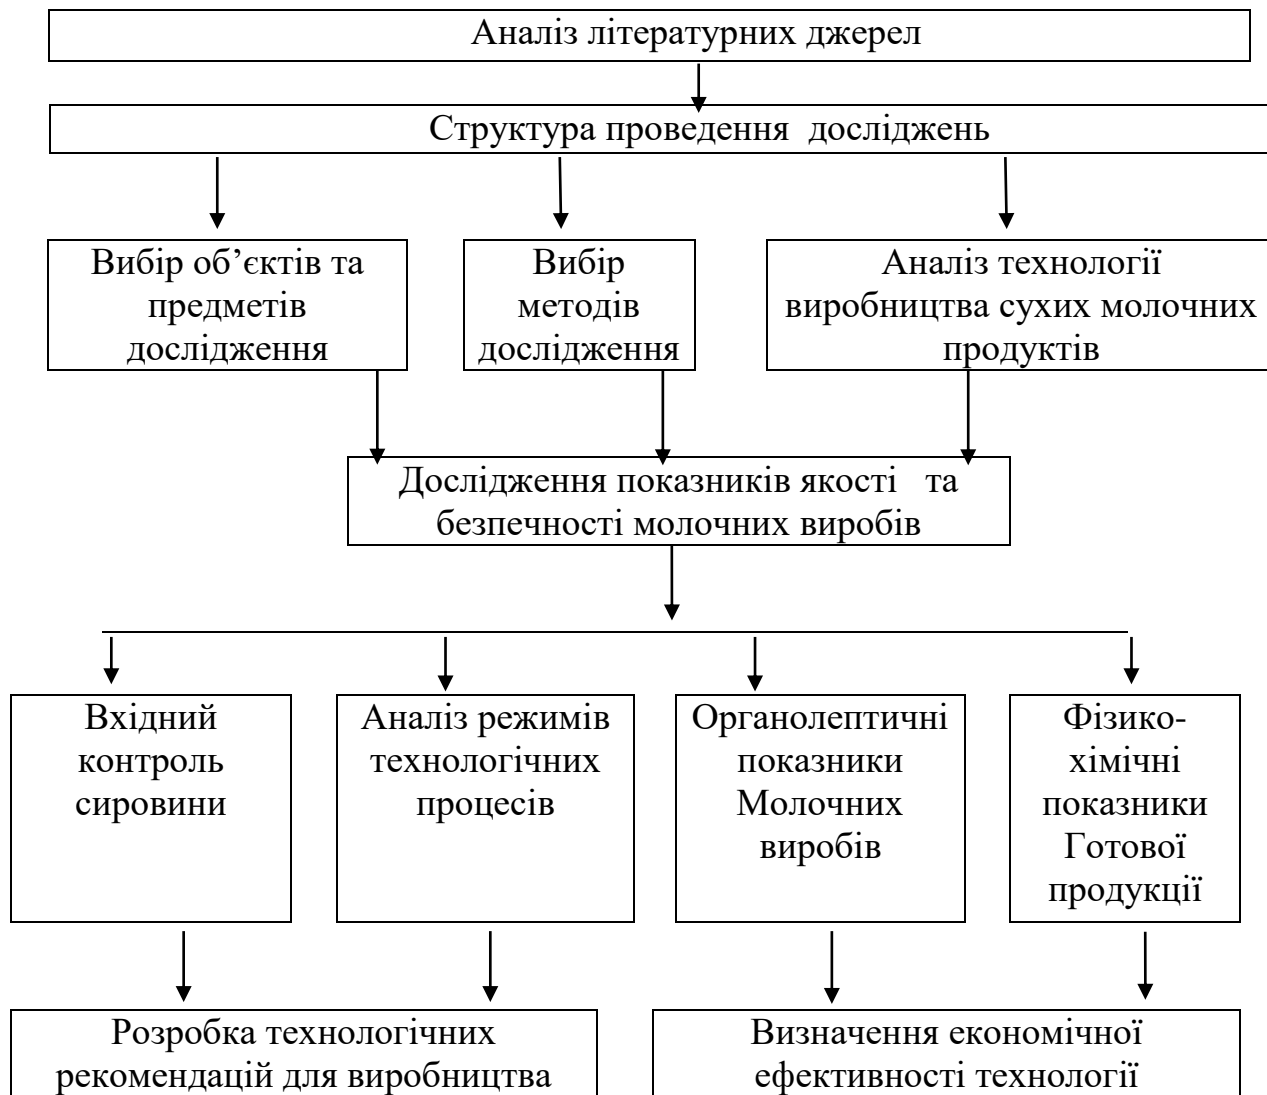 Аналіз літературних джерел
Структура проведення  досліджень
Вибір об’єктів та
предметів
дослідження
Вибір
методів
дослідження
Аналіз технології
виробництва сухих молочних
продуктів
Дослідження показників якості   та
безпечності молочних виробів
Вхідний
контроль
сировини
Аналіз режимів
технологічних
процесів
Органолептичні
показники
Молочних
виробів
Фізико-
хімічні
показники
Готової
продукції
Розробка технологічних
рекомендацій для виробництва
Визначення економічної
ефективності технології